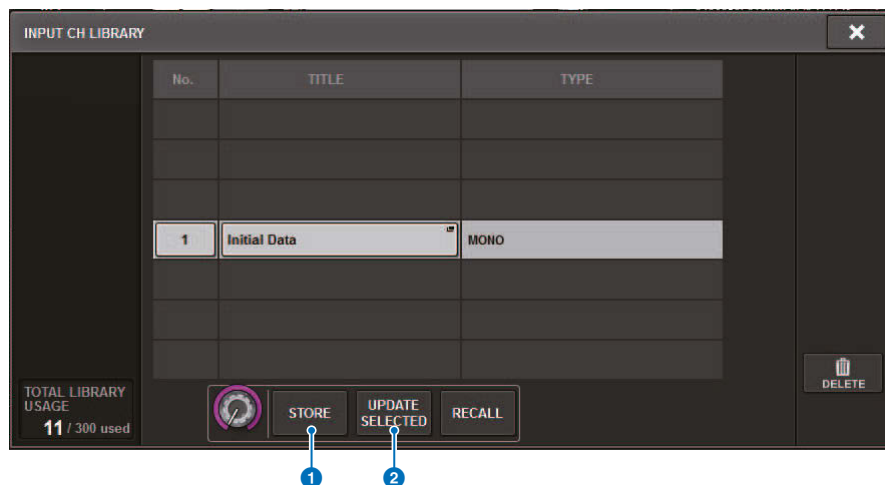 INPUT CH LIBRARY
No. TITLE TYPE
1 Initial Data MONO
DELETE
TOTAL LIBRARY
USAGE
11 / 300 used
STORE
UPDATE
SELECTED
RECALL
1 2